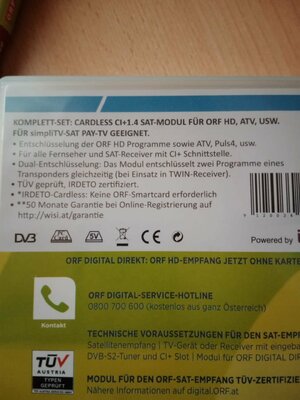 KOMPLETT-SET: CARDLESS CI+1.4 SAT-MODUL FÜR ORF HD, ATV, USW.
FÜR simpliTV-SAT PAY-TV GEEIGNET.
• Entschlüsselung der ORF HD Programme sowie ATV, Puls4, usw.
• Für alle Fernseher und SAT-Receiver mit CI+ Schnittstelle.
• Dual-Entschlüsselung: Das Modul entschlüsselt zwei Programme eines
Transponders gleichzeitig (bei Einsatz in TWIN-Receiver).
• TÜV geprüft, IRDETO zertifiziert.
• *IRDETO-Cardless: Keine ORF-Smartcard erforderlich
• **50 Monate Garantie bei Online-Registrierung auf
http://wisi.at/garantie
DVB
PC Card
5V
CE
Powered by
ORF DIGITAL DIREKT: ORF HD-EMPFANG JETZT OHNE KARTE
ORF DIGITAL-SERVICE-HOTLINE
0800 700 600 (kostenlos aus ganz Österreich)
Kontakt
TECHNISCHE VORAUSSETZUNGEN FÜR DEN SAT-EMP
Satellitenanlage | TV-Gerät oder Receiver mit eingebau
DVB-S2-Tuner und CI+ Slot | Modul für ORF DIGITAL DI
TÜV
AUSTRIA
TYPEN
GEPRÜFT
MODUL FÜR DEN ORF-SAT-EMPFANG TÜV-ZERTIFIZI
Nähere Informationen auf digital.ORF.at